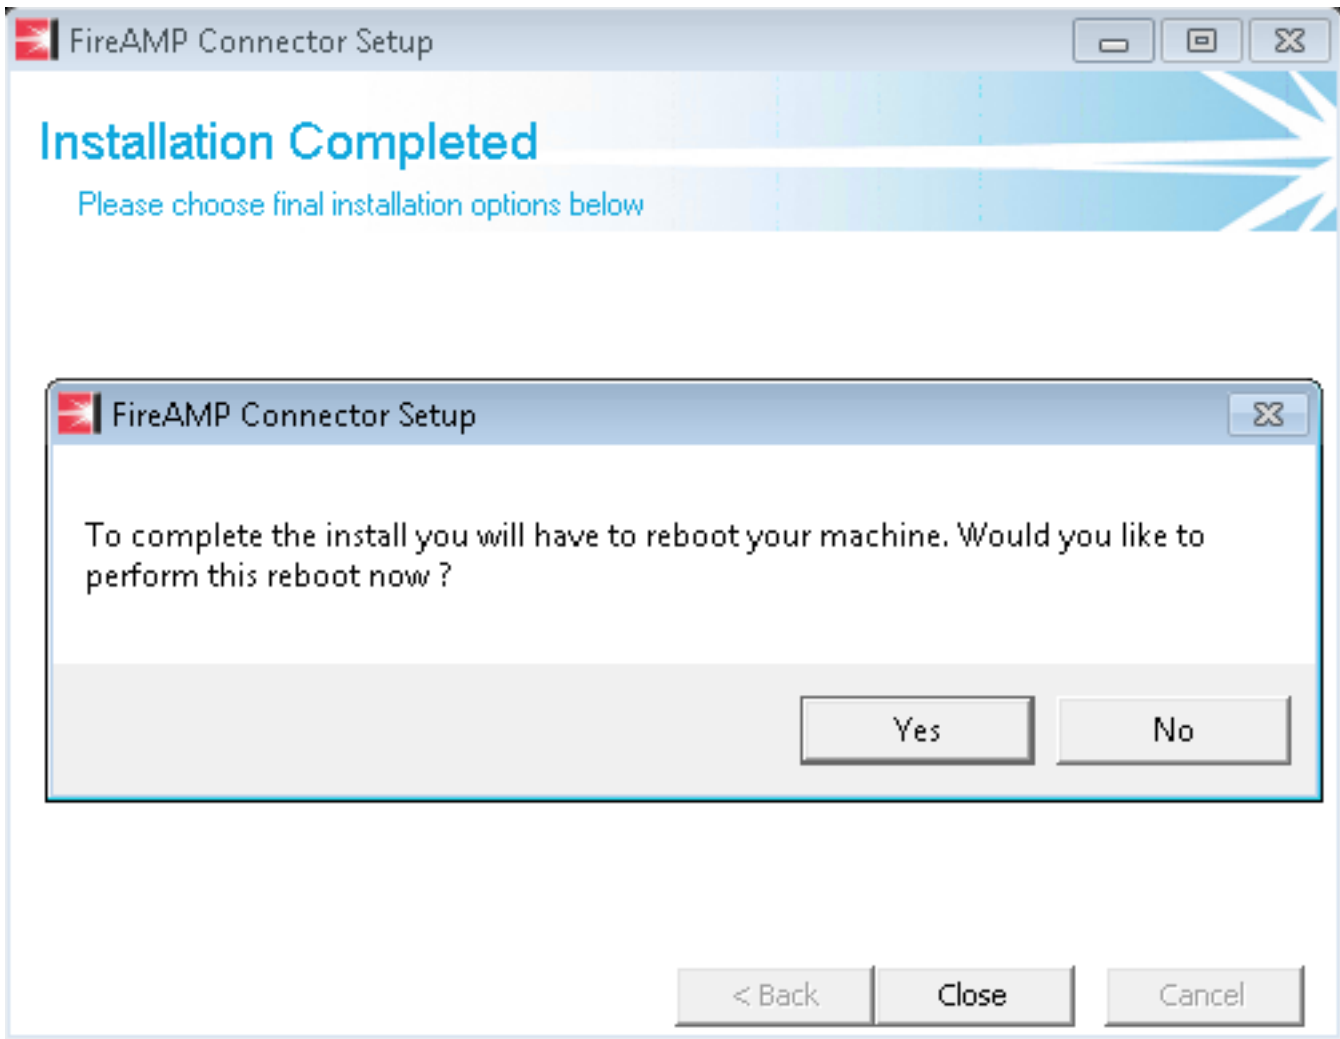 FireAMP Connector Setup
Installation Completed
Please choose final installation options below
FireAMP Connector Setup
To complete the install you will have to reboot your machine. Would you like to
perform this reboot now ?
Yes
No
< Back
Close
Cancel